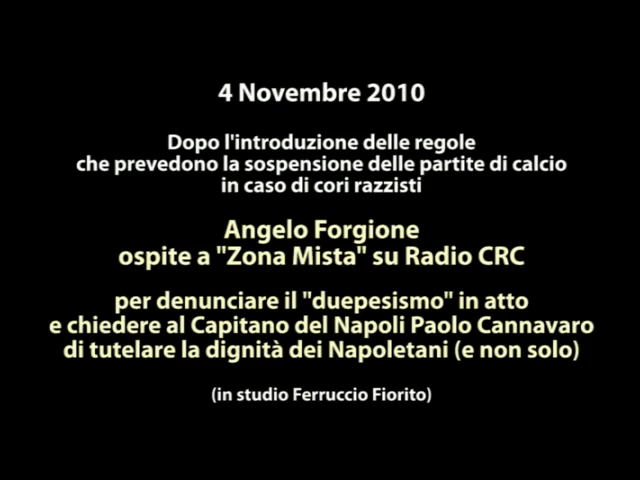 4 Novembre 2010
Dopo l'introduzione delle regole
che prevedono la sospensione delle partite di calcio
in caso di cori razzisti
Angelo Forgione
ospite a "Zona Mista" su Radio CRC
per denunciare il "duepesismo" in atto
e chiedere al Capitano del Napoli Paolo Cannavaro
di tutelare la dignità dei Napoletani (e non solo)
(in studio Ferruccio Fiorito)